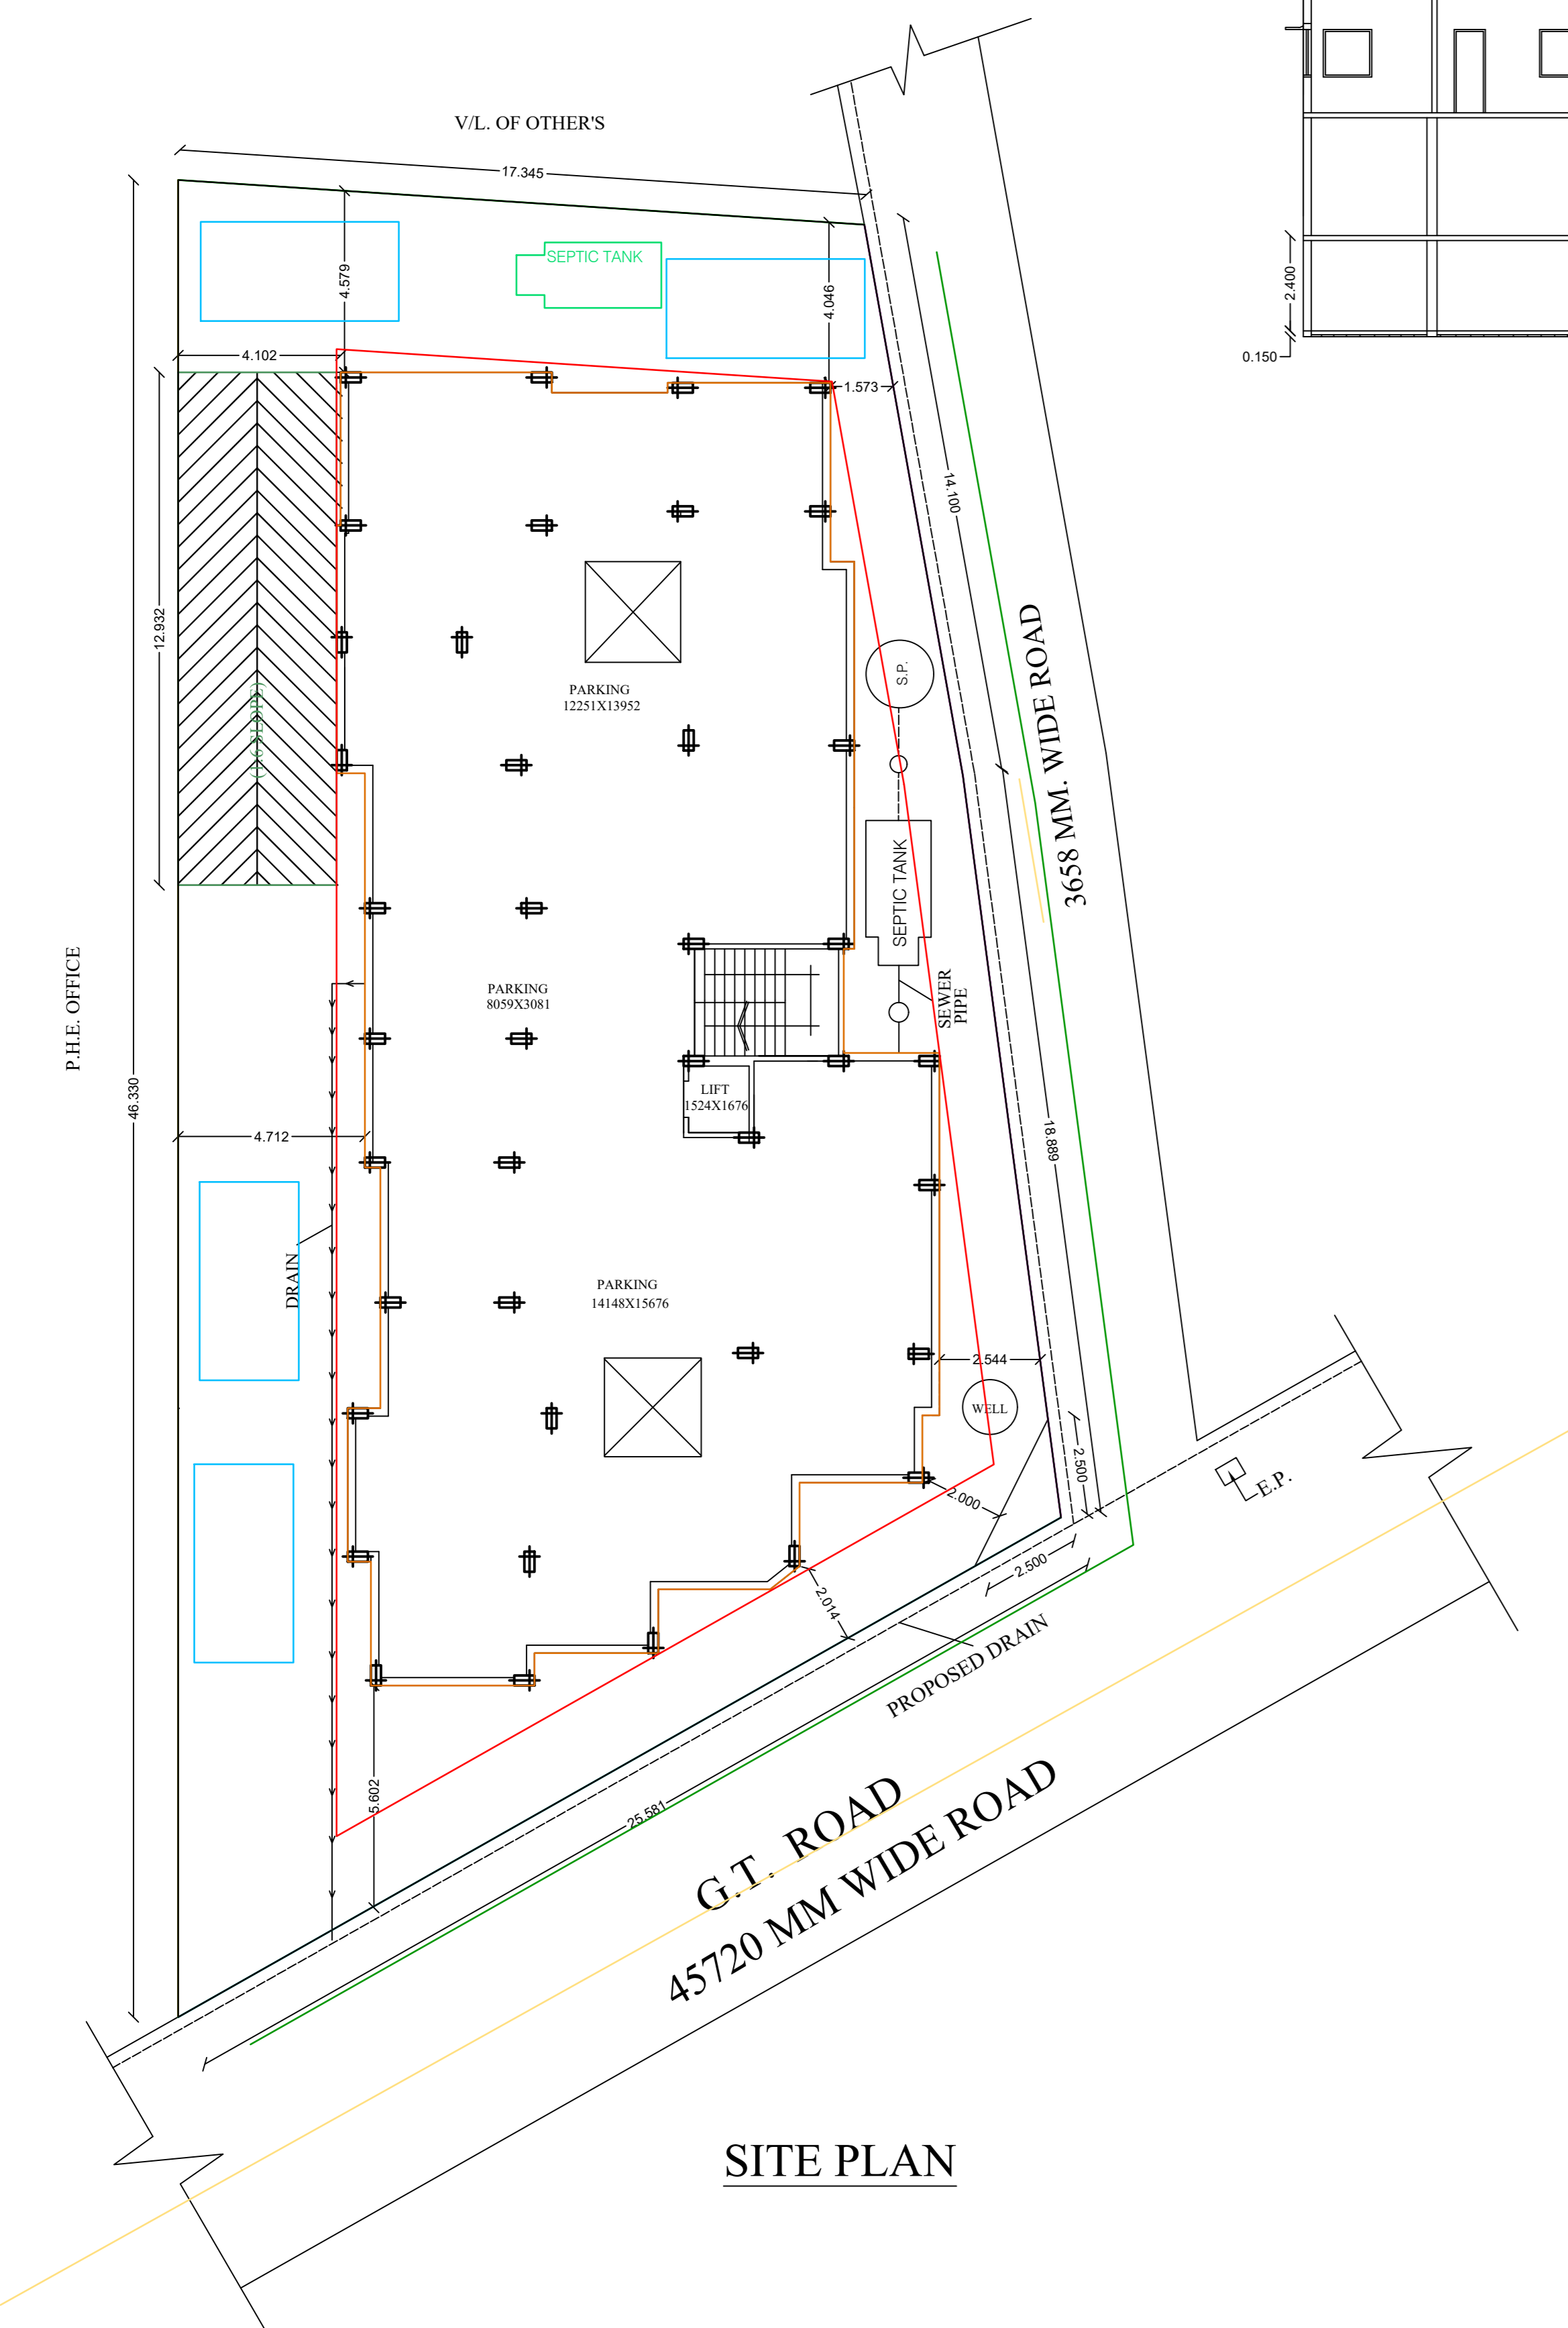 V/L. OF OTHER'S
17.345
4.579
SEPTIC TANK
4.046
2.400
0.150
4.102
1.573
14.100
12.932
3658 MM. WIDE ROAD
S.P.
PARKING
12251X13952
(1:6 SLOPE)
SEPTIC TANK
P.H.E. OFFICE
PARKING
8059X3081
SEWER
PIPE
46.330
LIFT
1524X1676
4.712
18.889
DRAIN
PARKING
14148X15676
2.544
WELL
2.500
2.000
E.P.
2.500
2.014
PROPOSED DRAIN
5.602
25.581
G.T. ROAD
45720 MM WIDE ROAD
SITE PLAN